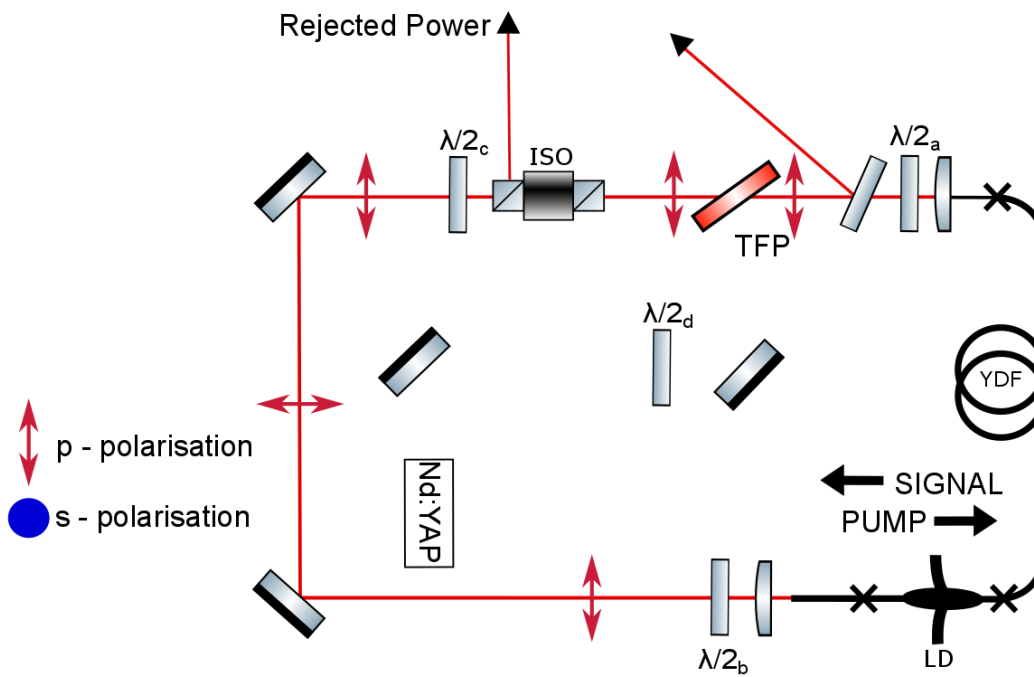 Rejected Power
λ/2c
ISO
λ/2a
TFP
λ/2d
YDF
p - polarisation
s - polarisation
Nd:YAP
SIGNAL
PUMP
λ/2b
LD